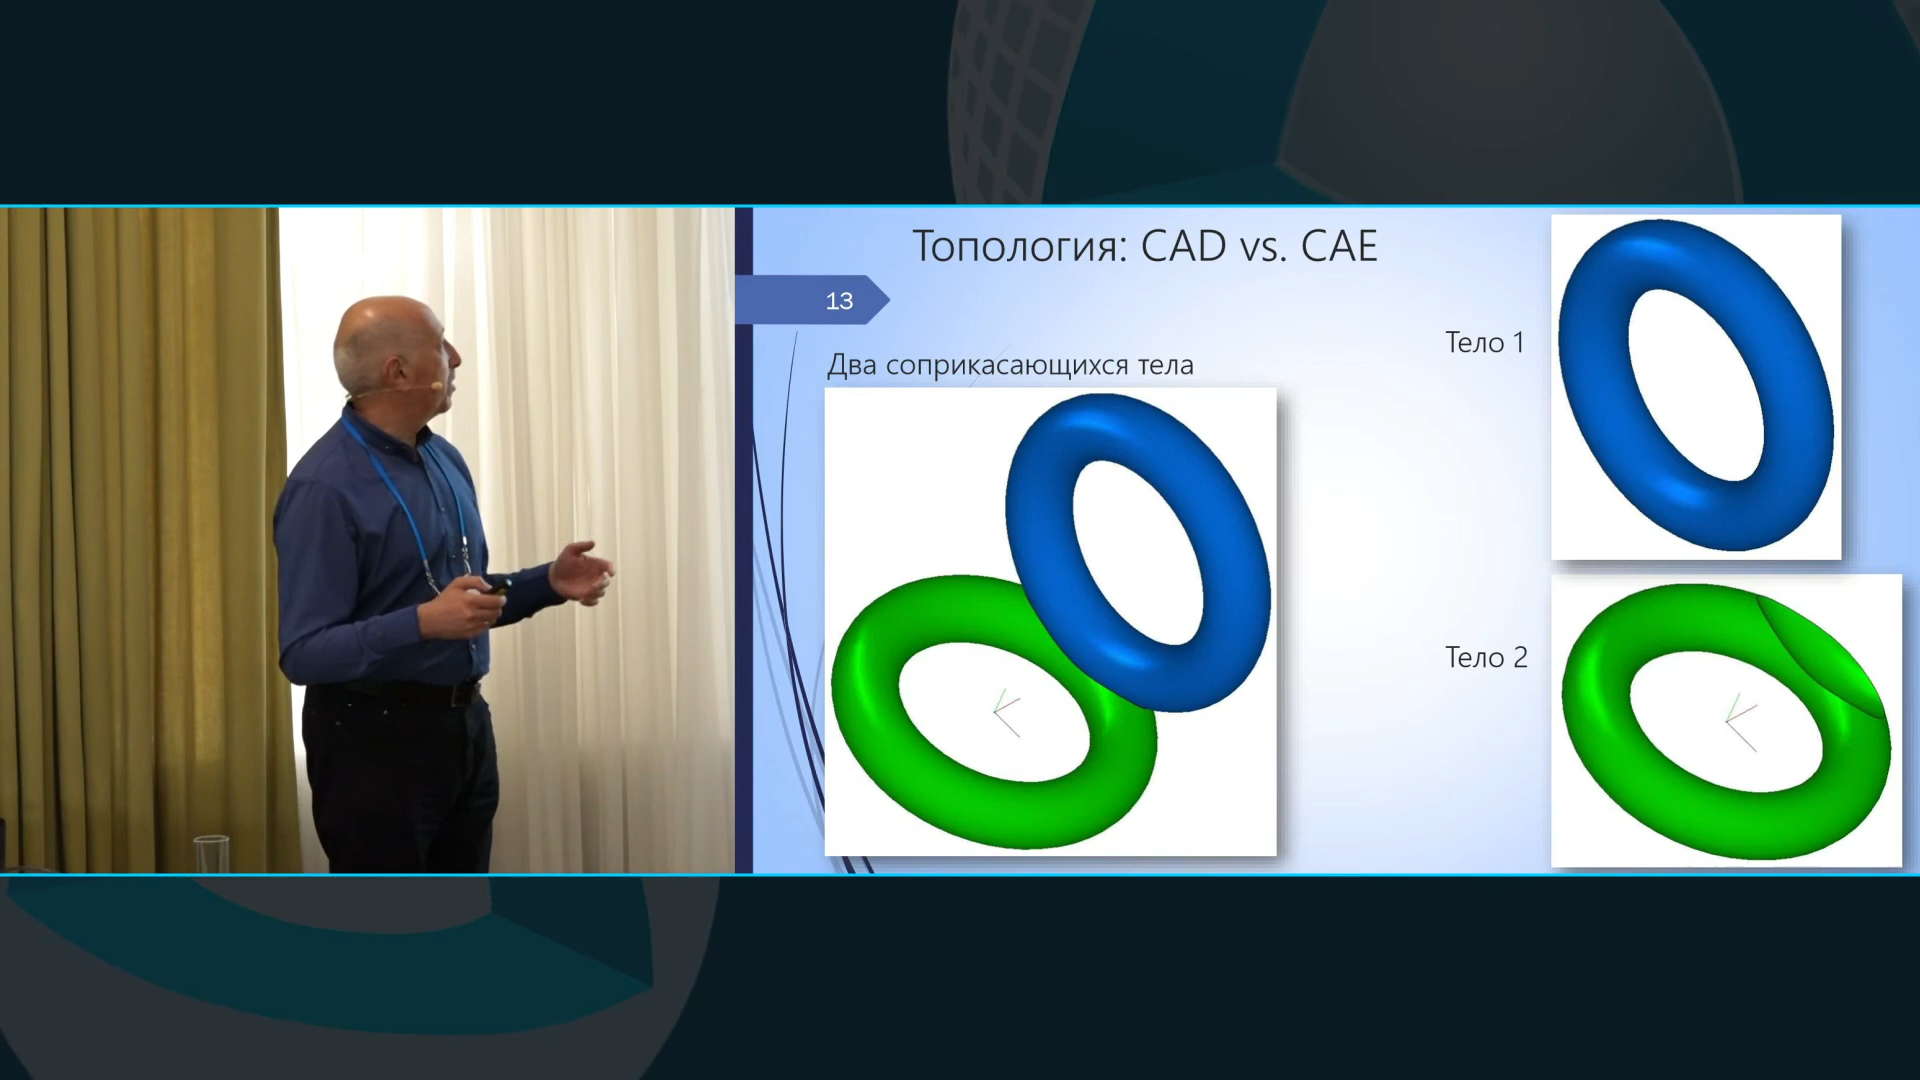 Топология: CAD vs. CAE
13
Два соприкасающихся тела
Тело 1
Тело 2